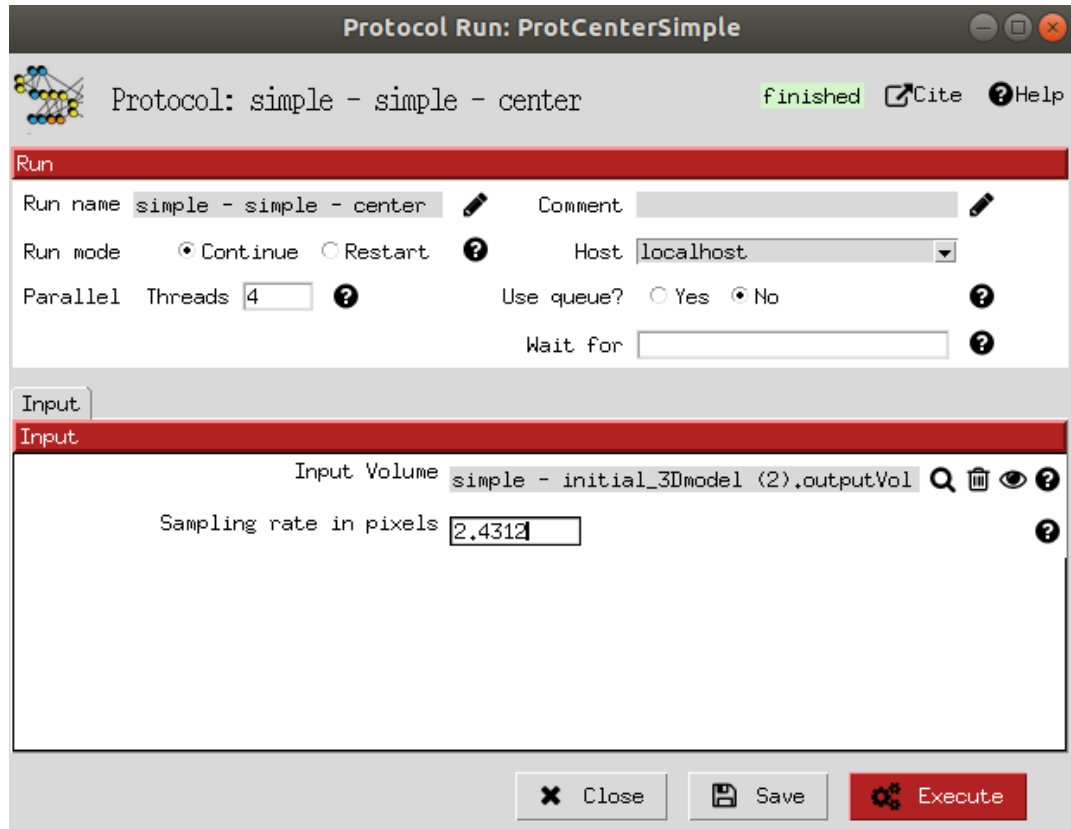 Protocol Run: ProtCenterSimple
Protocol: simple - simple - center finished Cite Help
Run
Run name simple - simple - center Comment
Run mode Continue Restart Host localhost
Parallel Threads 4 Use queue? Yes No
Wait for
Input
Input
Input Volume simple - initial_3Dmodel (2).outputVol
Sampling rate in pixels 2.4312
Close Save Execute